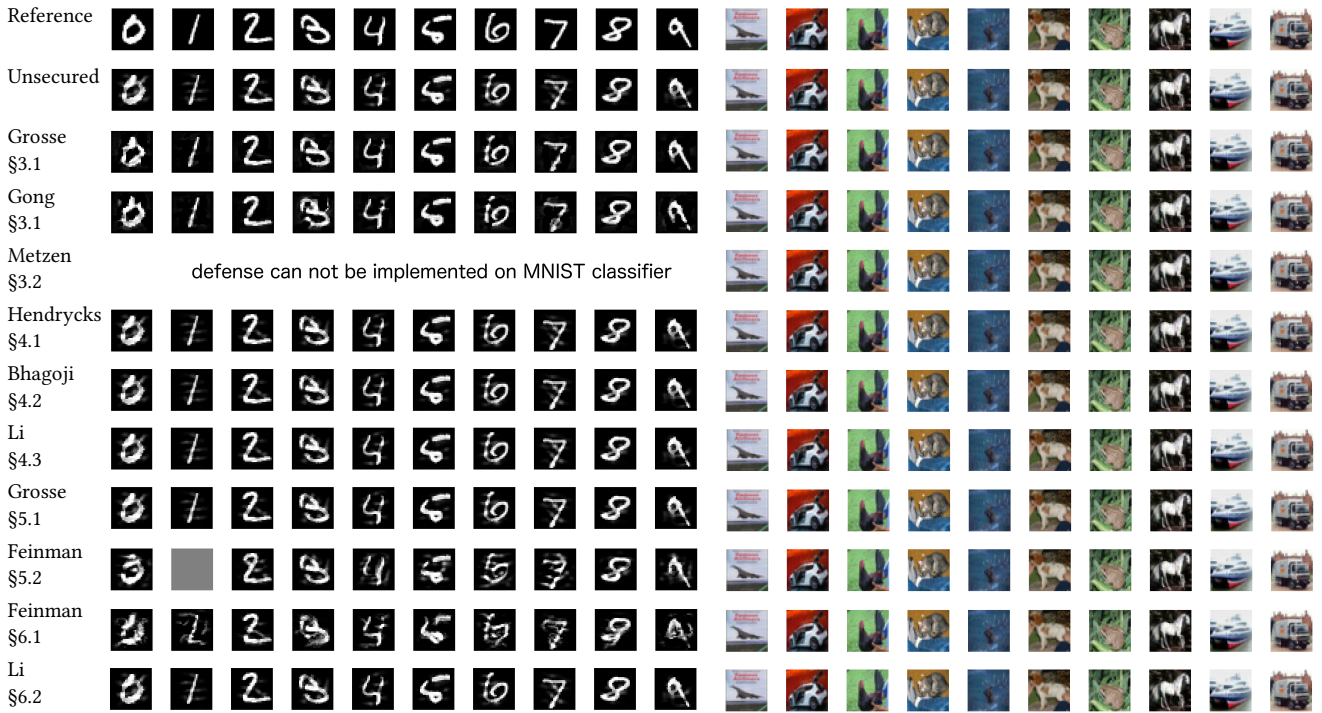 Reference
Unsecured
Grosse
§3.1
Gong
§3.1
Metzen
§3.2
defense can not be implemented on MNIST classifier
Hendrycks
§4.1
Bhagoji
§4.2
Li
§4.3
Grosse
§5.1
Feinman
§5.2
Feinman
§6.1
Li
§6.2